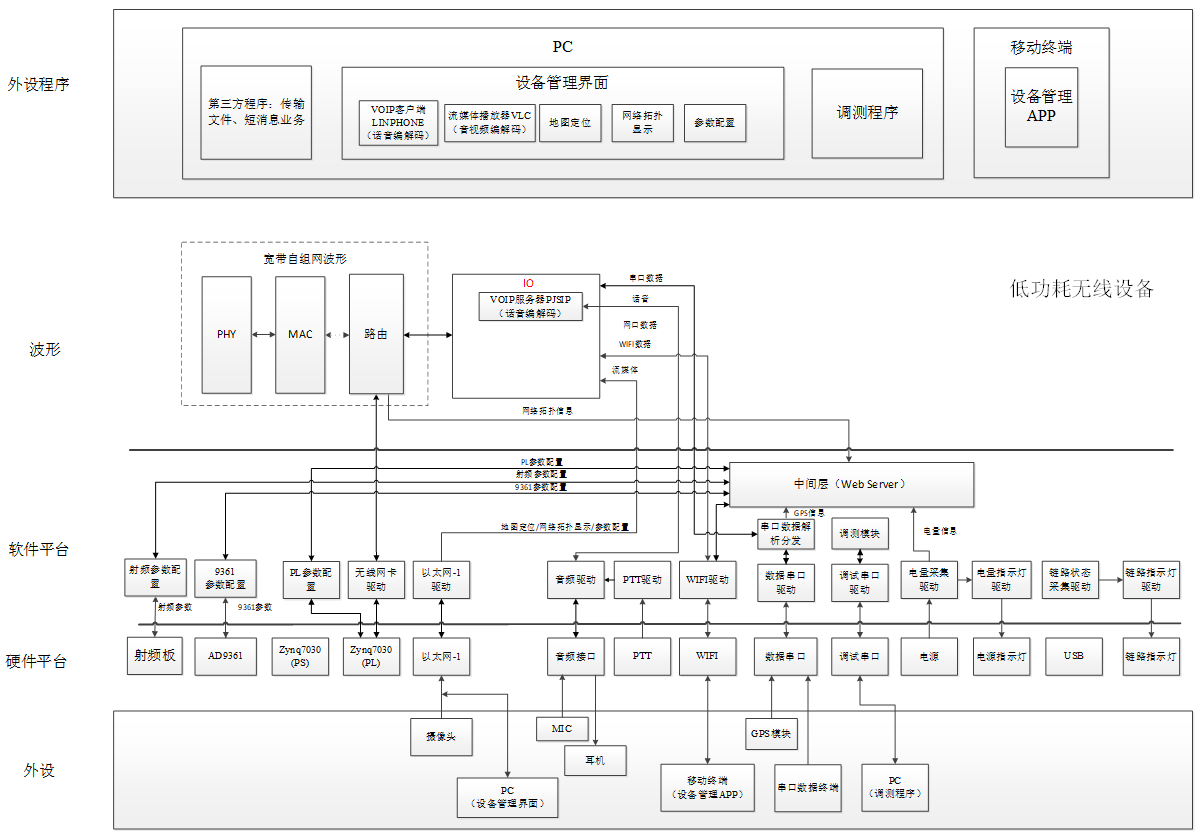 外设程序
PC
移动终端
第三方程序：传输
文件、短消息业务
设备管理界面
VOIP客户端
LINPHONE
（话音编解码）
流媒体播放器VLC
（音视频编解码）
地图定位
网络拓扑
显示
参数配置
调测程序
设备管理
APP
波形
宽带自组网波形
PHY
MAC
路由
IO
VOIP服务器PJSIP
（话音编解码）
串口数据
话音
网口数据
WIFI数据
流媒体
低功耗无线设备
网络拓扑信息
软件平台
PL参数配置
射频参数配置
9361参数配置
中间层（Web Server）
GPS信息
地图定位/网络拓扑显示/参数配置
串口数据解
析分发
调测模块
电量信息
射频参数配
置
9361
参数配置
PL参数配
置
无线网卡
驱动
以太网-1
驱动
音频驱动
PTT驱动
WIFI驱动
数据串口
驱动
调试串口
驱动
电量采集
驱动
电量指示灯
驱动
链路状态
采集驱动
链路指示灯
驱动
射频参数
9361参数
硬件平台
射频板
AD9361
Zynq7030
(PS)
Zynq7030
(PL)
以太网-1
音频接口
PTT
WIFI
数据串口
调试串口
电源
电源指示灯
USB
链路指示灯
外设
摄像头
PC
（设备管理界面）
MIC
耳机
移动终端
（设备管理APP）
GPS模块
串口数据终端
PC
（调测程序）